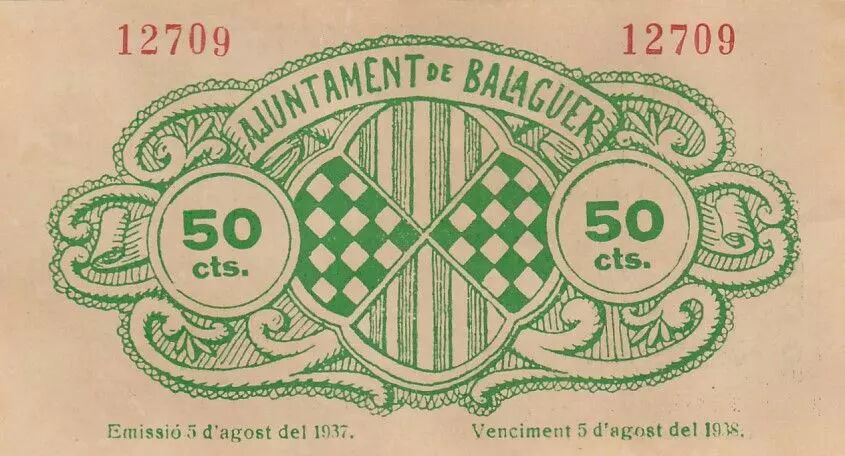 12709 12709
AJUNTAMENT DE BALAGUER
50 cts.
50 cts.
Emissió 5 d'agost del 1937. Venciment 5 d'agost del 1938.